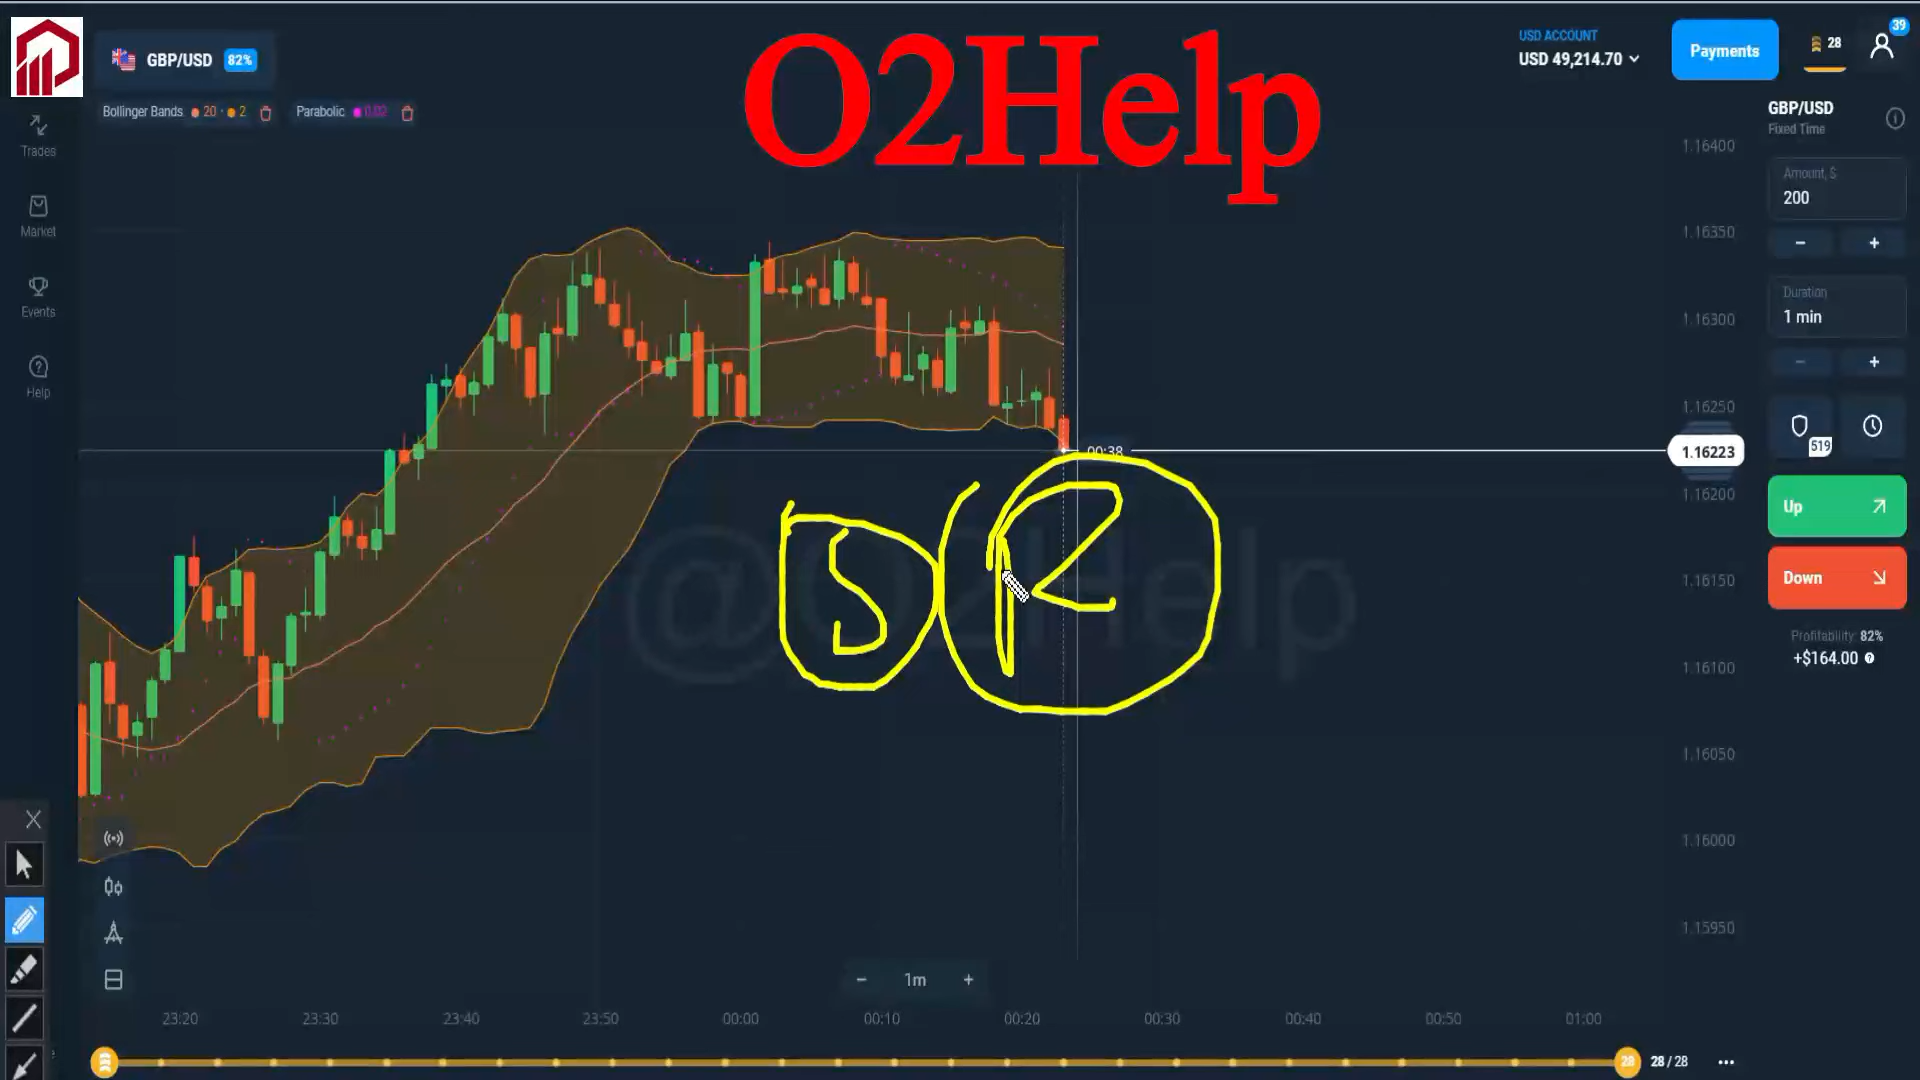 O2Help
GBP/USD 82%
USD ACCOUNT
USD 49,214.70
Payments
28
39
Bollinger Bands 20 · 2
Parabolic 0.02
Trades
Market
Events
Help
GBP/USD
Fixed Time
Amount, $
200
Duration
1 min
519
Up
Down
Profitability: 82%
+$164.00
1.16400
1.16350
1.16300
1.16250
1.16223
1.16200
1.16150
1.16100
1.16050
1.16000
1.15950
00:38
S R
@O2Help
1m
23:20 23:30 23:40 23:50 00:00 00:10 00:20 00:30 00:40 00:50 01:00
28 28 / 28